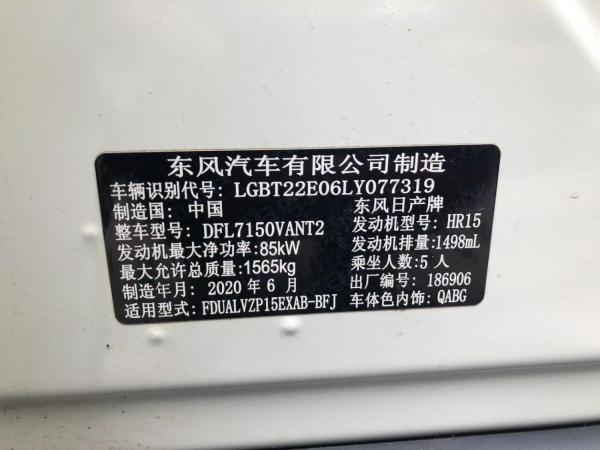 东风汽车有限公司制造
车辆识别代号: LGBT22E06LY077319
制造国: 中国 东风日产牌
整车型号: DFL7150VANT2 发动机型号: HR15
发动机最大净功率:85kW 发动机排量:1498mL
最大允许总质量:1565kg 乘坐人数:5 人
制造年月: 2020 年 6 月 出厂编号: 186906
适用型式: FDUALVZP15EXAB-BFJ 车体色内饰: QABG